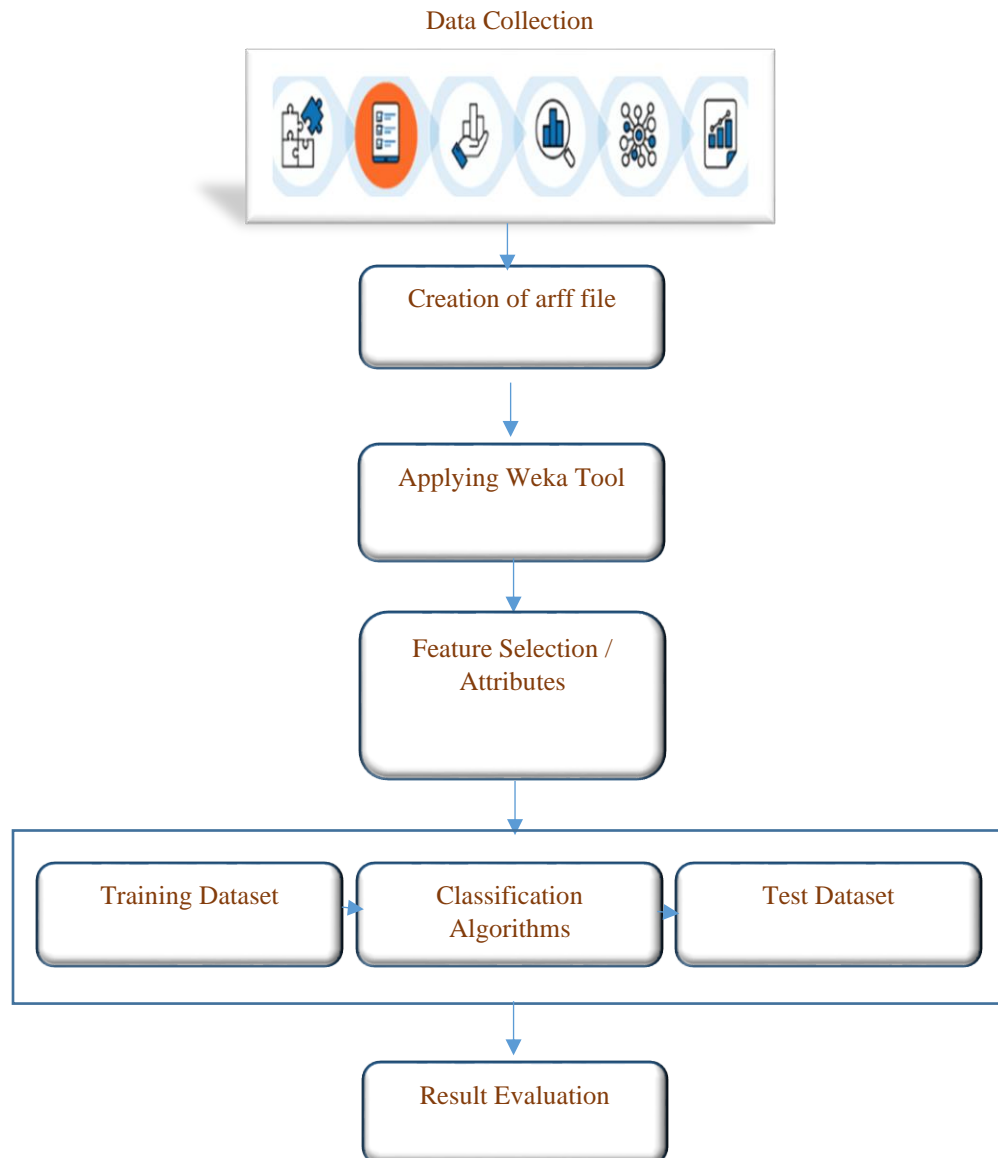 Data Collection
Creation of arff file
Applying Weka Tool
Feature Selection /
Attributes
Training Dataset
Classification
Algorithms
Test Dataset
Result Evaluation